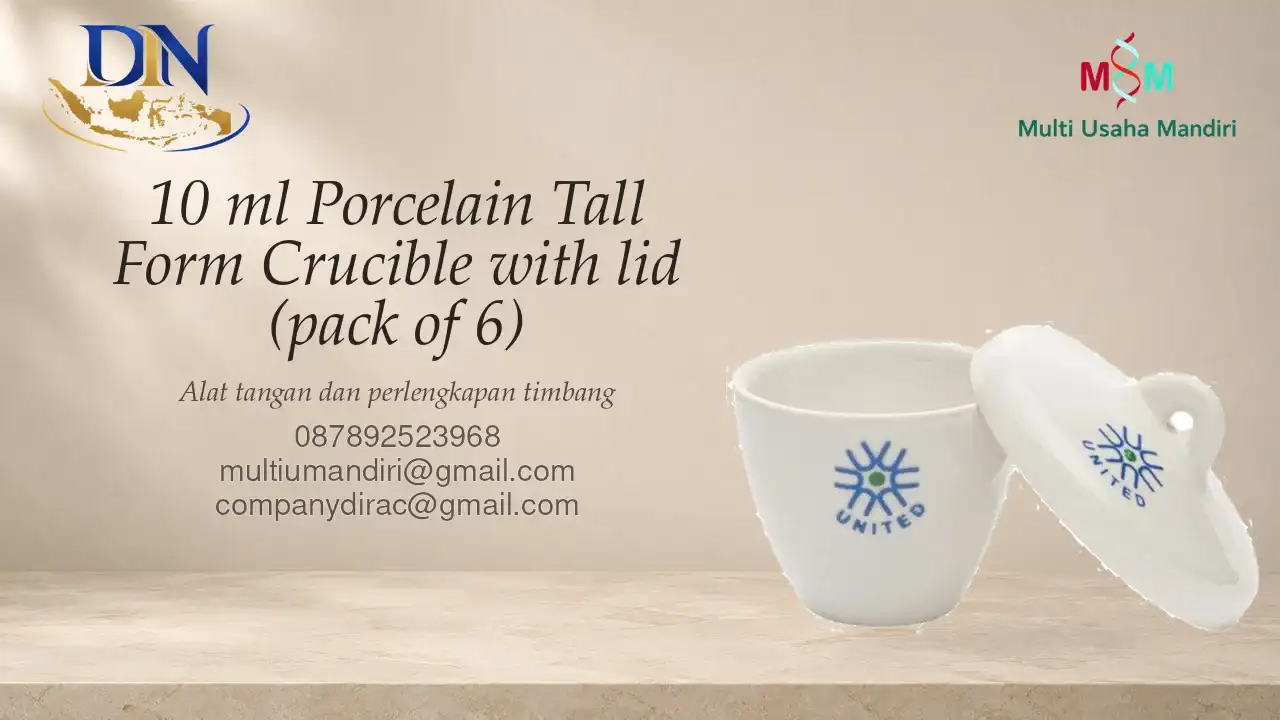 DN
M M
Multi Usaha Mandiri
10 ml Porcelain Tall
Form Crucible with lid
(pack of 6)
Alat tangan dan perlengkapan timbang
087892523968
multiumandiri@gmail.com
companydirac@gmail.com
UNITED
UNITED